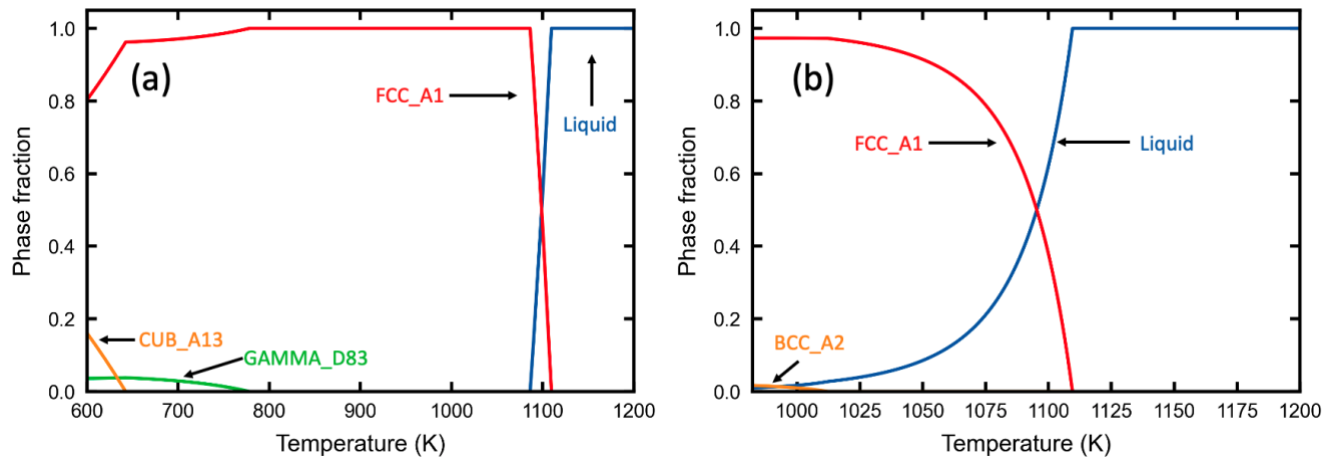 (a)
1.0
0.8
0.6
0.4
0.2
0.0
Phase fraction
FCC_A1
Liquid
CUB_A13
GAMMA_D83
600 700 800 900 1000 1100 1200
Temperature (K)
(b)
1.0
0.8
0.6
0.4
0.2
0.0
Phase fraction
FCC_A1
Liquid
BCC_A2
1000 1025 1050 1075 1100 1125 1150 1175 1200
Temperature (K)